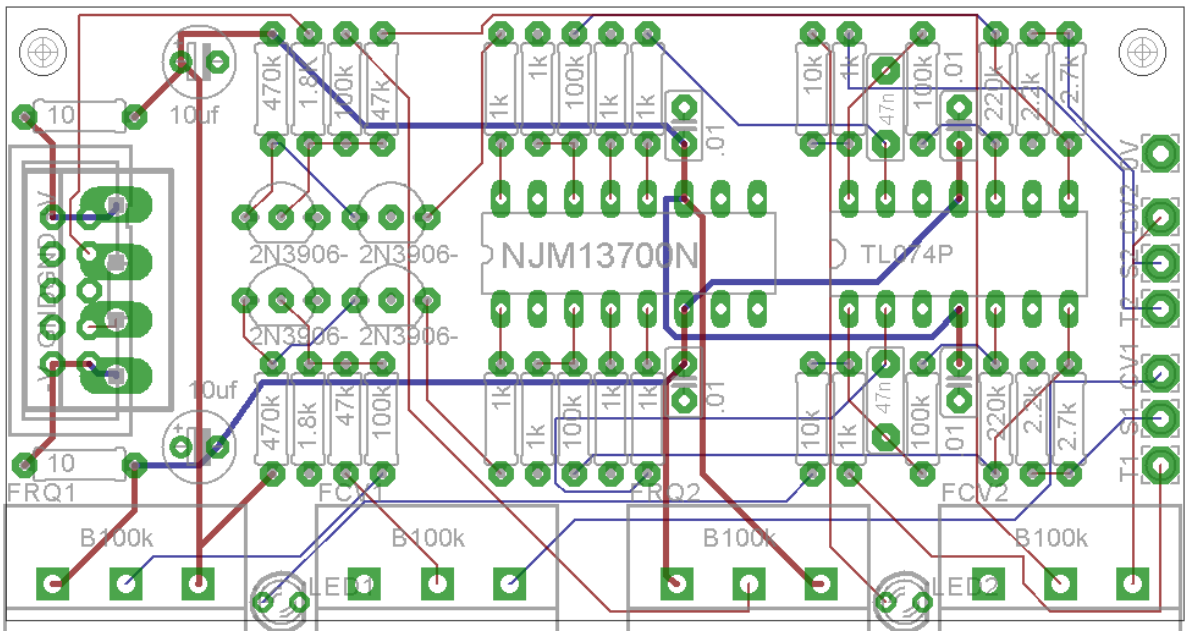 470k
1.8k
100k
47k
1k
1k
100k
1k
1k
.01
10k
1k
47n
100k
.01
220k
2.2k
2.7k
10
10uf
0V
CV2
S2
T2
CV1
S1
T1
2N3906-
2N3906-
NJM13700N
TL074P
2N3906-
2N3906-
-V
10uf
470k
1.8k
47k
100k
1k
1k
100k
1k
1k
.01
10k
1k
47n
100k
.01
220k
2.2k
2.7k
10
FRQ1
FCV1
FRQ2
FCV2
B100k
B100k
B100k
B100k
LED1
LED2